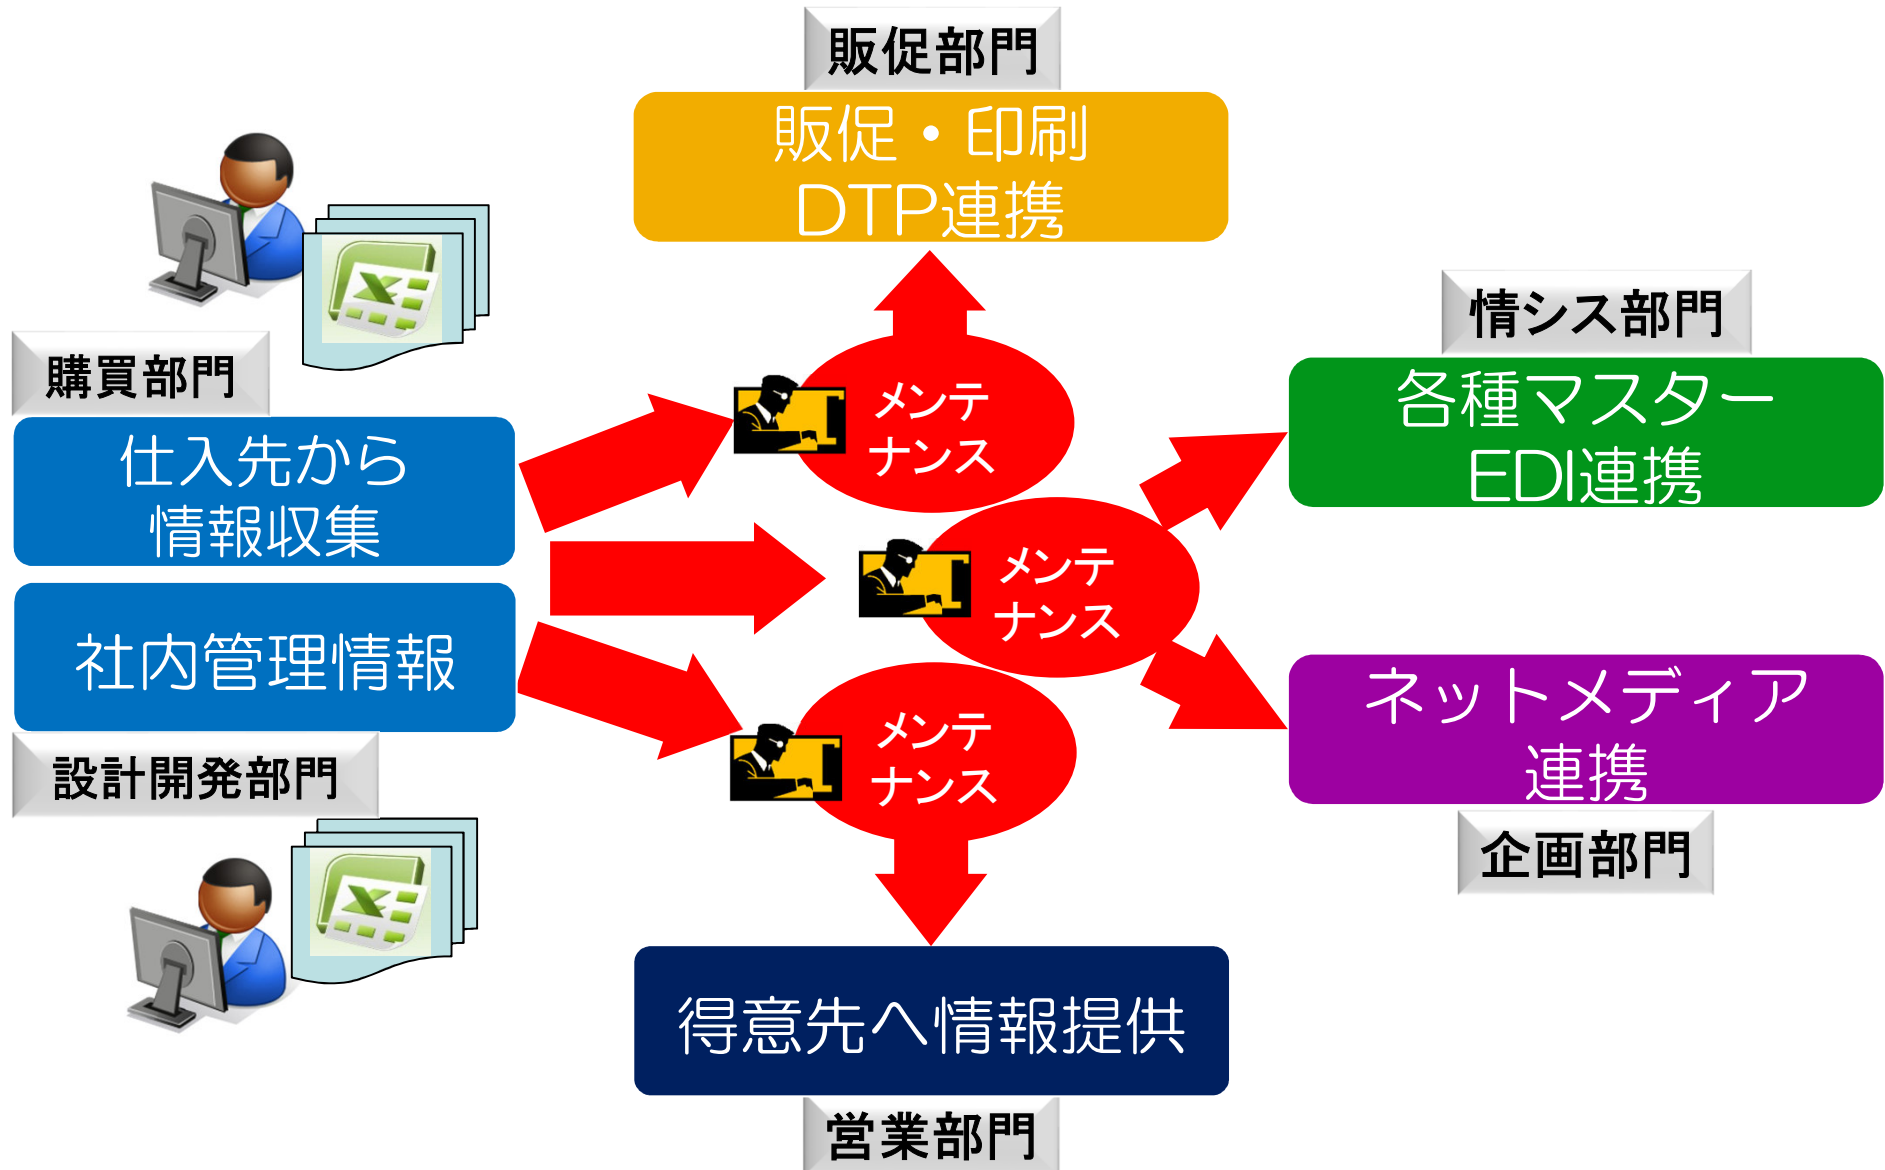 販促部門
販促・印刷
DTP連携
購買部門
仕入先から
情報収集
社内管理情報
設計開発部門
メンテ
ナンス
メンテ
ナンス
メンテ
ナンス
情シス部門
各種マスター
EDI連携
ネットメディア
連携
企画部門
得意先へ情報提供
営業部門